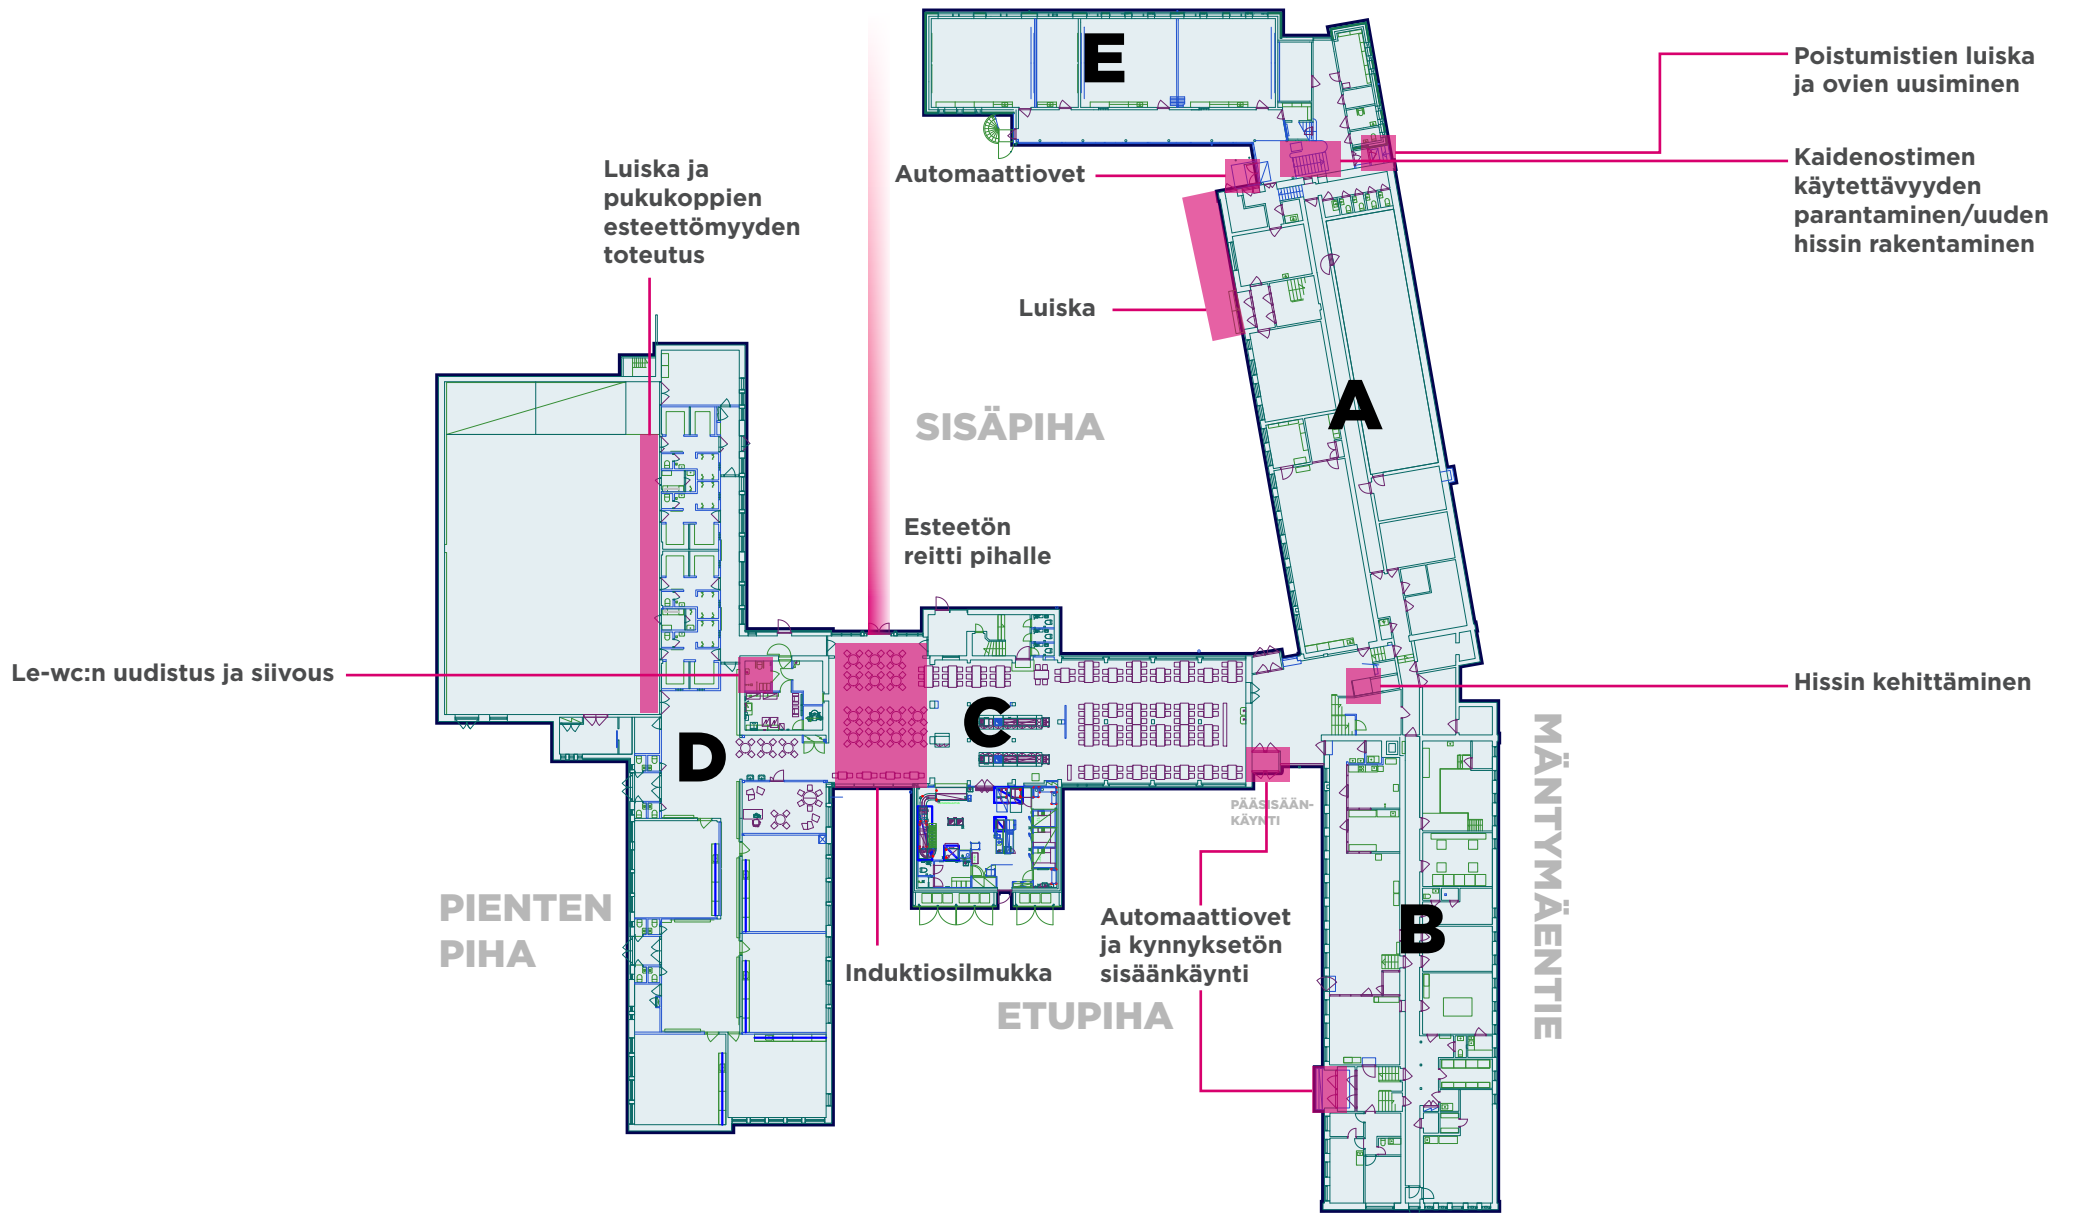 E
Poistumistien luiska
ja ovien uusiminen
Kaidenostimen
käytettävyyden
parantaminen/uuden
hissin rakentaminen
Automaattiovet
Luiska ja
pukukoppien
esteettömyyden
toteutus
Luiska
A
SISÄPIHA
Esteetön
reitti pihalle
Le-wc:n uudistus ja siivous
Hissin kehittäminen
C
D
MÄNTYMÄENTIE
PÄÄSISÄÄN-
KÄYNTI
PIENTEN
PIHA
Automaattiovet
ja kynnyksetön
sisäänkäynti
B
Induktiosilmukka
ETUPIHA